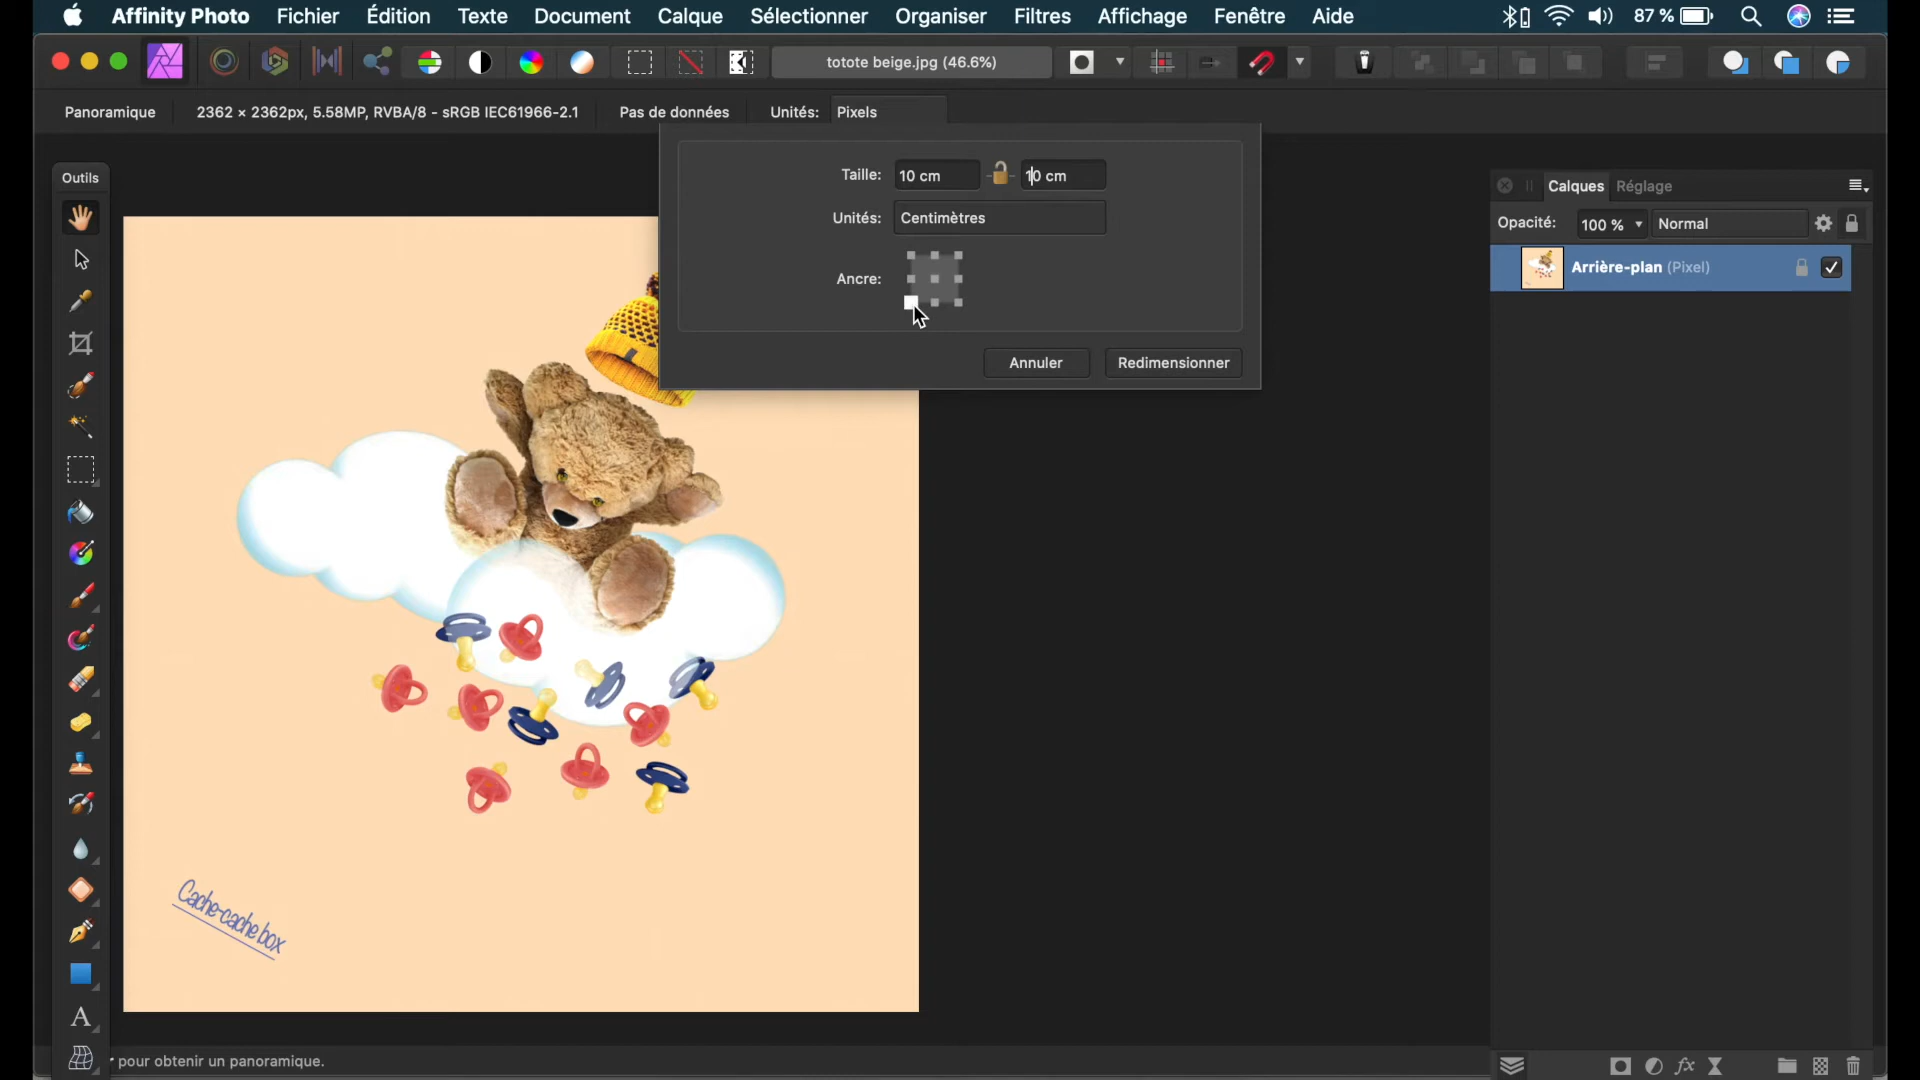 Affinity Photo Fichier Édition Texte Document Calque Sélectionner Organiser Filtres Affichage Fenêtre Aide 87 %
totote beige.jpg (46.6%)
Panoramique 2362 × 2362px, 5.58MP, RVBA/8 - sRGB IEC61966-2.1 Pas de données Unités: Pixels
Taille: 10 cm 10 cm
Unités: Centimètres
Ancre:
Annuler Redimensionner
Outils
Calques Réglage
Opacité: 100 % Normal
Arrière-plan (Pixel)
Cache-cache box
pour obtenir un panoramique.